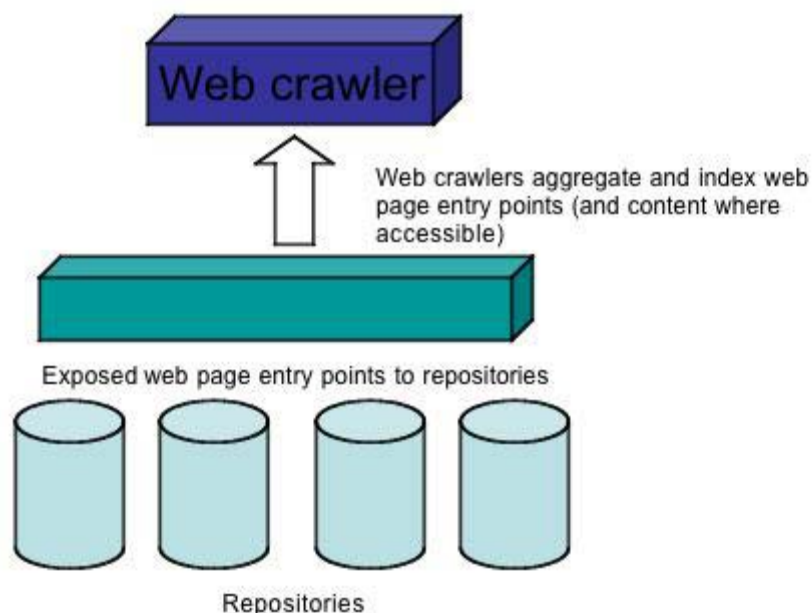 Web crawler
Web crawlers aggregate and index web
page entry points (and content where
accessible)
Exposed web page entry points to repositories
Repositories